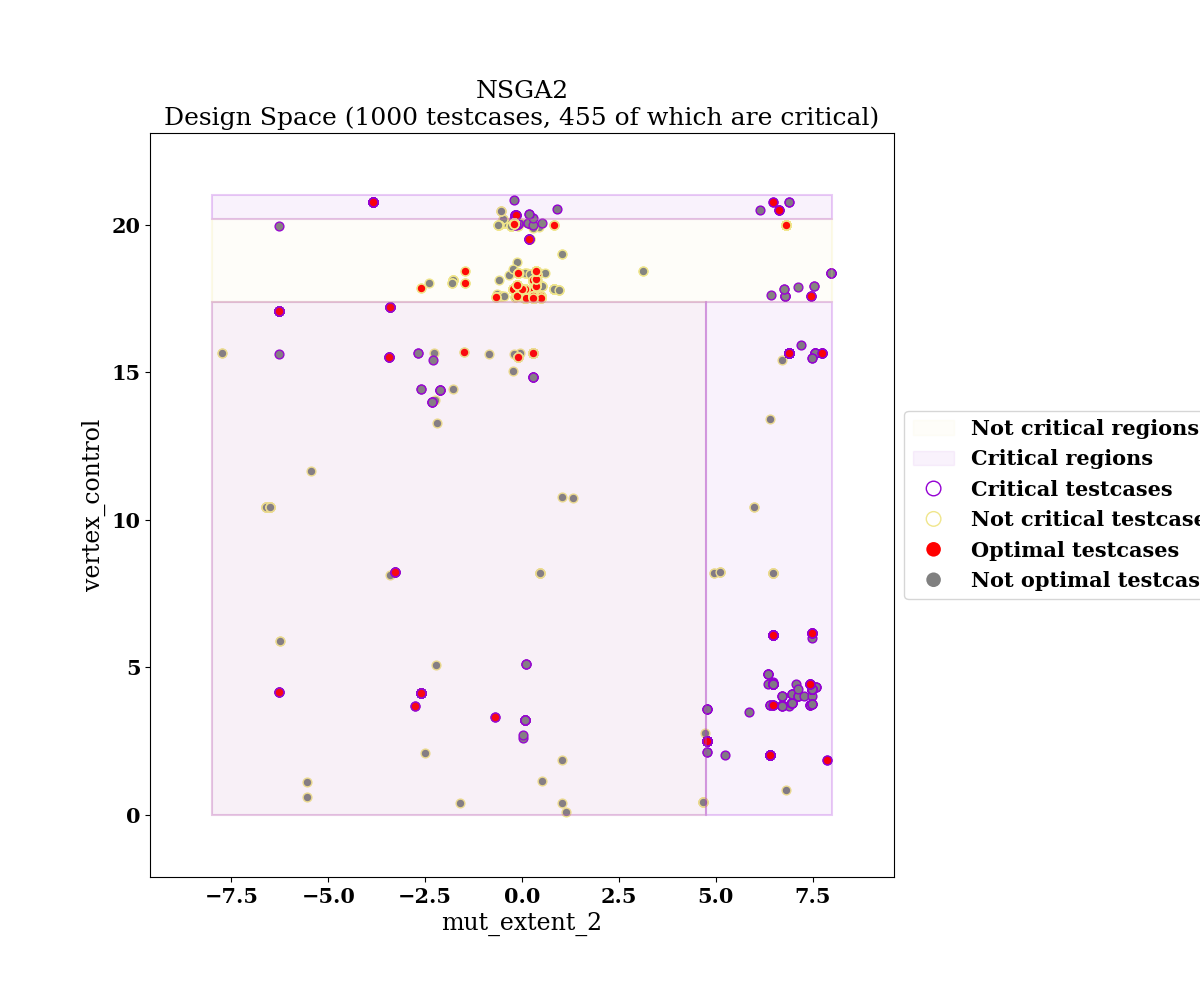 NSGA2
Design Space (1000 testcases, 455 of which are critical)
vertex_control
20
15
10
5
0
−7.5 −5.0 −2.5 0.0 2.5 5.0 7.5
mut_extent_2
Not critical regions
Critical regions
Critical testcases
Not critical testcase
Optimal testcases
Not optimal testcas